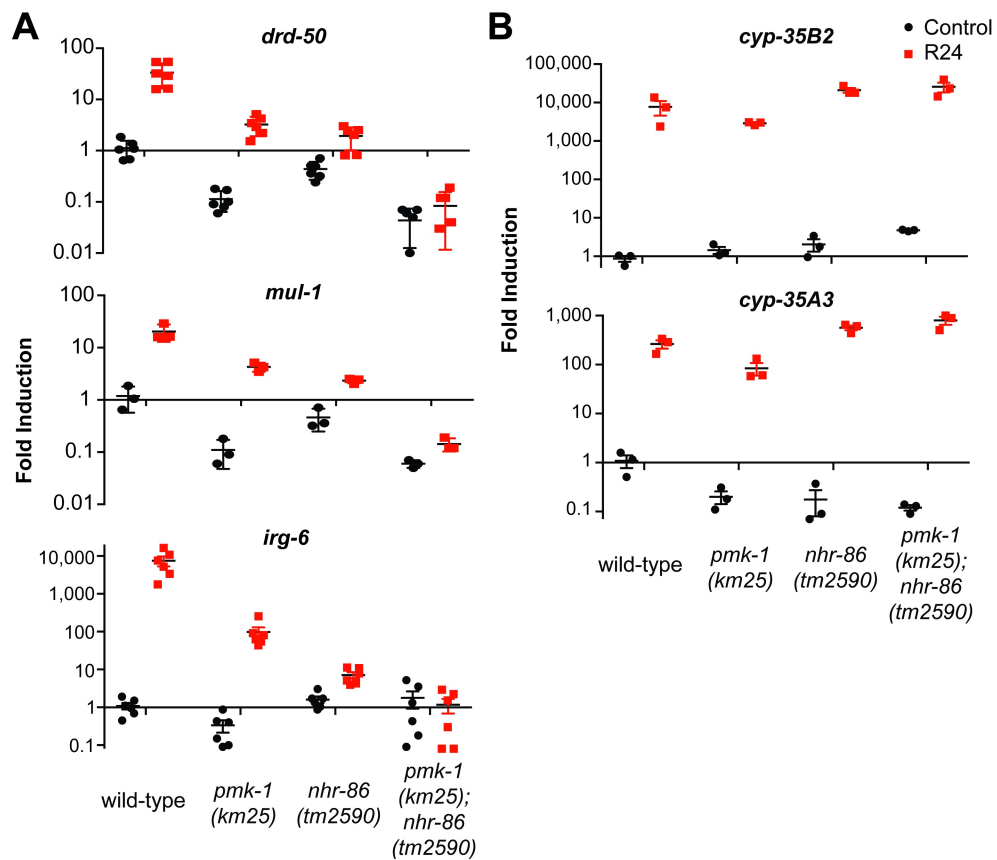 A
drd-50
100
10
1
0.1
0.01
mul-1
100
10
1
0.1
0.01
irg-6
10,000
1,000
100
10
1
0.1
Fold Induction
wild-type
pmk-1
(km25)
nhr-86
(tm2590)
pmk-1
(km25);
nhr-86
(tm2590)
B
Control
R24
cyp-35B2
100,000
10,000
1,000
100
10
1
cyp-35A3
1,000
100
10
1
0.1
Fold Induction
wild-type
pmk-1
(km25)
nhr-86
(tm2590)
pmk-1
(km25);
nhr-86
(tm2590)